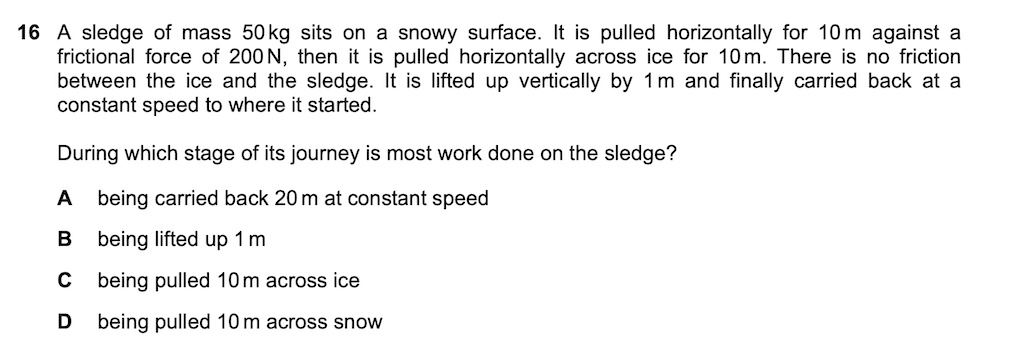 16 A sledge of mass 50 kg sits on a snowy surface. It is pulled horizontally for 10 m against a
frictional force of 200 N, then it is pulled horizontally across ice for 10 m. There is no friction
between the ice and the sledge. It is lifted up vertically by 1 m and finally carried back at a
constant speed to where it started.
During which stage of its journey is most work done on the sledge?
A being carried back 20 m at constant speed
B being lifted up 1 m
C being pulled 10 m across ice
D being pulled 10 m across snow